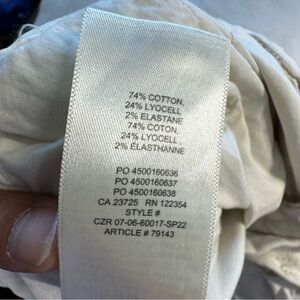 74% COTTON,
24% LYOCELL
2% ELASTANE
74% COTON,
24% LYOCELL,
2% ÉLASTHANNE
PO 4500160636
PO 4500160637
PO 4500160638
CA 23725 RN 122354
STYLE #
CZR 07-06-60017-SP22
ARTICLE # 79143